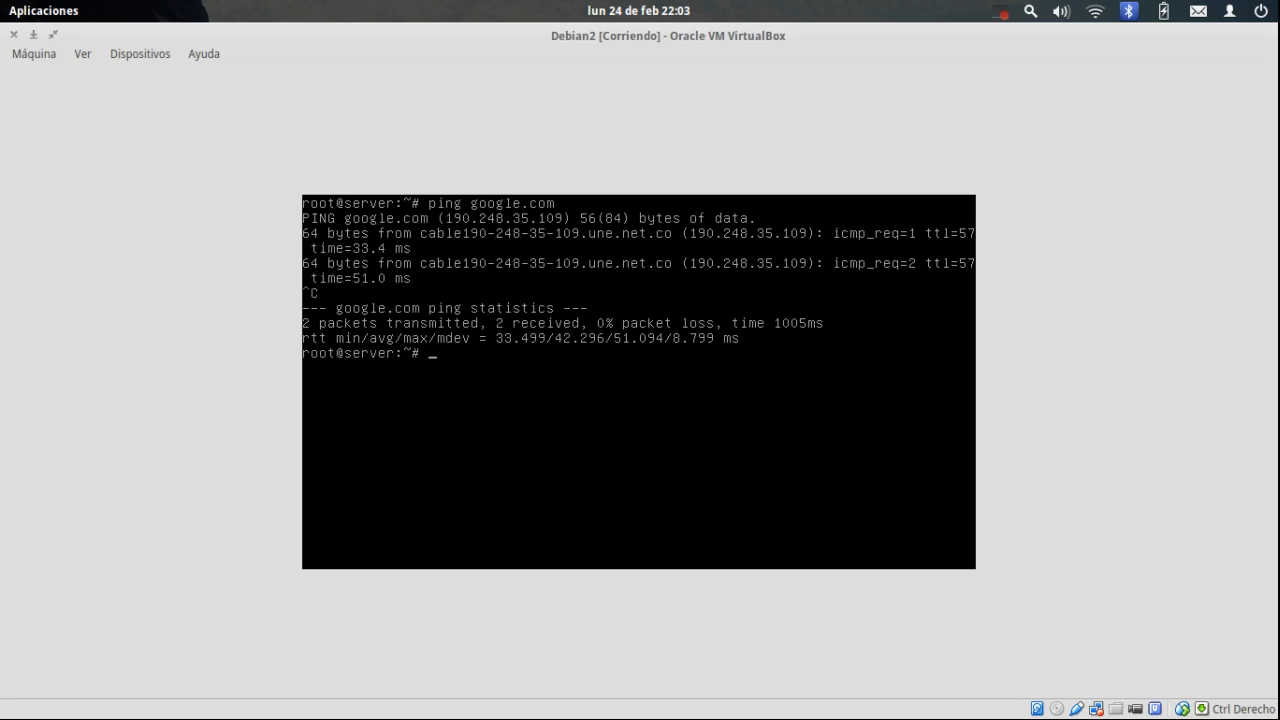 Aplicaciones
lun 24 de feb 22:03
Debian2 [Corriendo] - Oracle VM VirtualBox
Máquina Ver Dispositivos Ayuda
root@server:~# ping google.com
PING google.com (190.248.35.109) 56(84) bytes of data.
64 bytes from cable190-248-35-109.une.net.co (190.248.35.109): icmp_req=1 ttl=57
time=33.4 ms
64 bytes from cable190-248-35-109.une.net.co (190.248.35.109): icmp_req=2 ttl=57
time=51.0 ms
^C
--- google.com ping statistics ---
2 packets transmitted, 2 received, 0% packet loss, time 1005ms
rtt min/avg/max/mdev = 33.499/42.296/51.094/8.799 ms
root@server:~# _
Ctrl Derecho